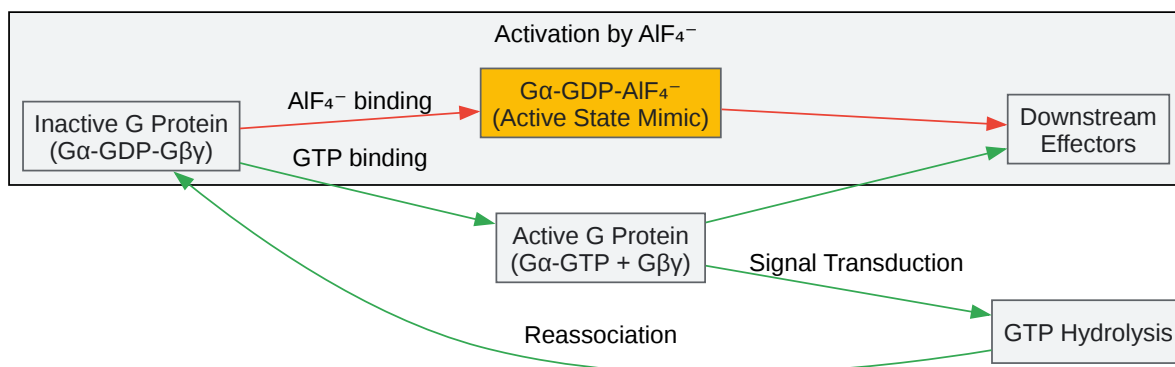 Activation by AlF₄⁻
Gα-GDP-AlF₄⁻
(Active State Mimic)
AlF₄⁻ binding
Inactive G Protein
(Gα-GDP-Gβγ)
Downstream
Effectors
GTP binding
Active G Protein
(Gα-GTP + Gβγ)
Signal Transduction
Reassociation
GTP Hydrolysis